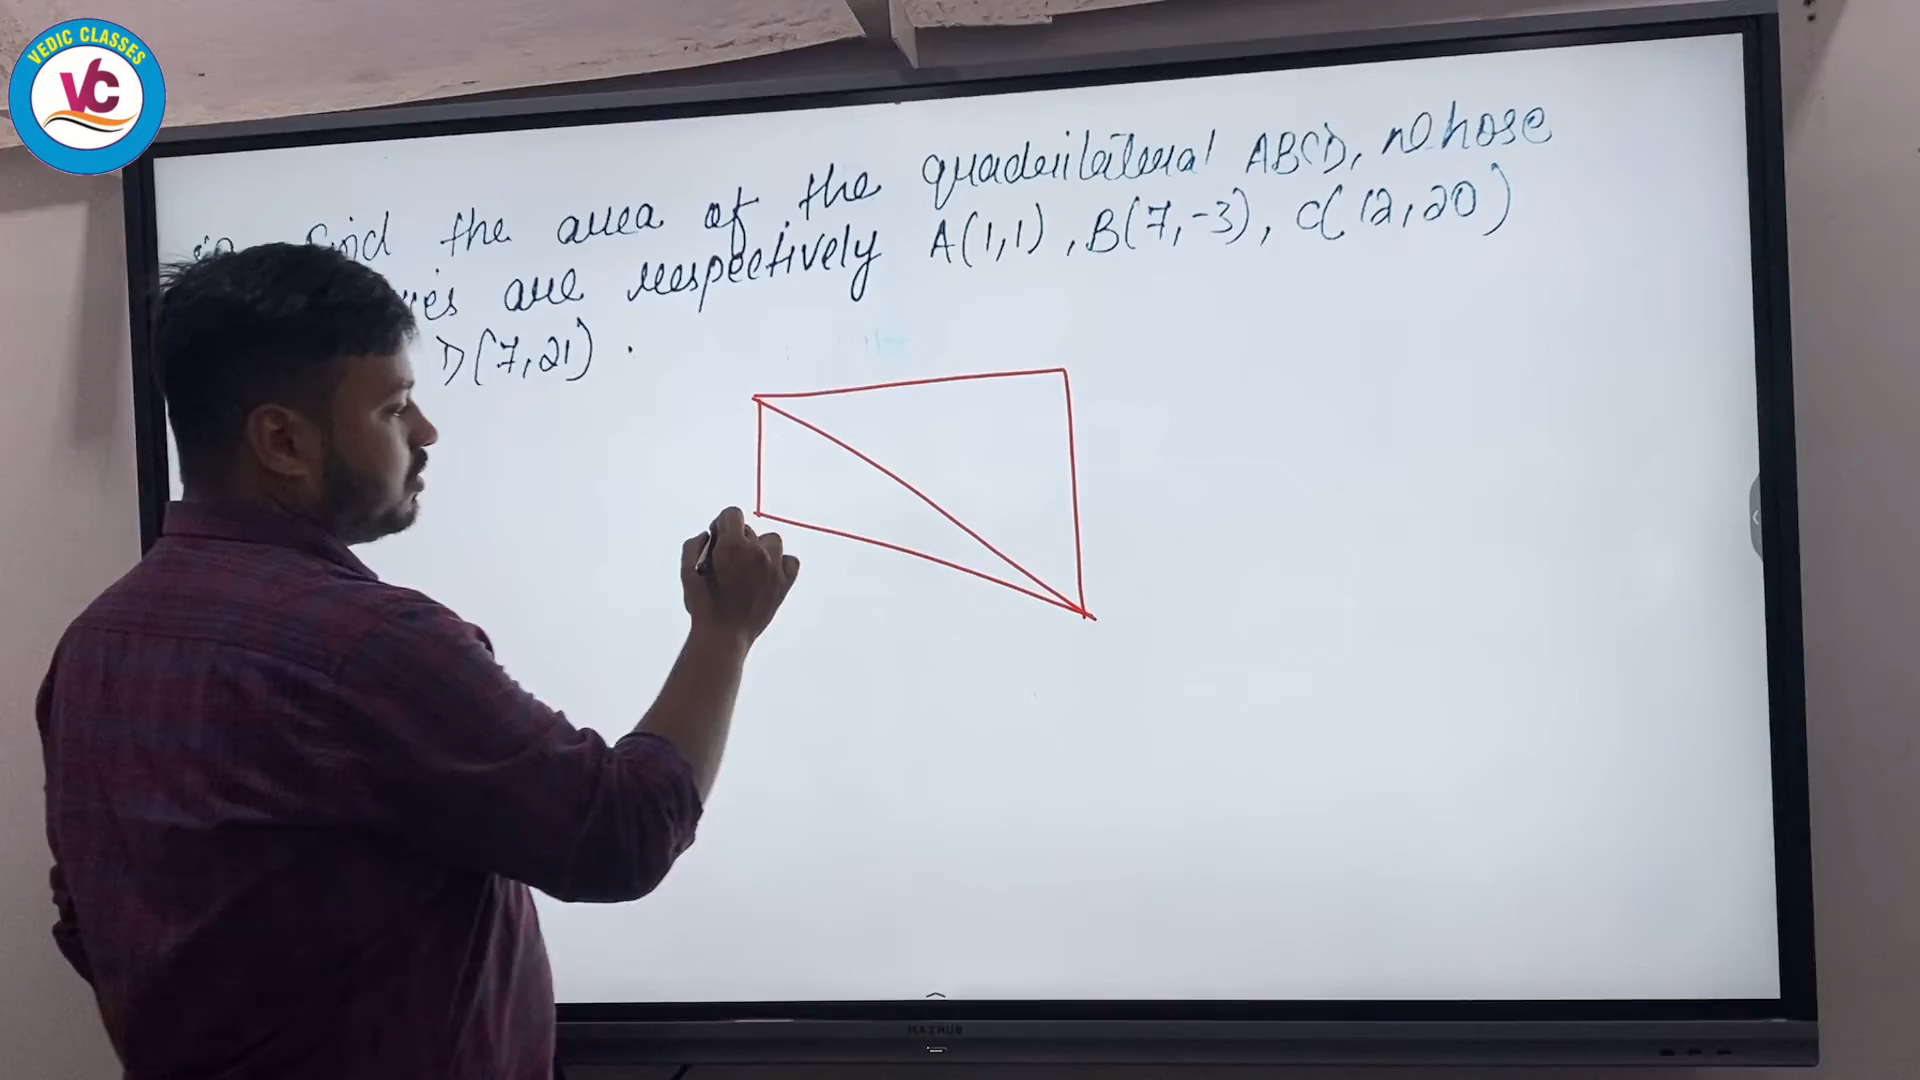 VEDIC CLASSES
VC
find the area of the quadrilateral ABCD, whose
are respectively A(1,1), B(7,-3), C(12,20)
D(7,21).
MAXHUB